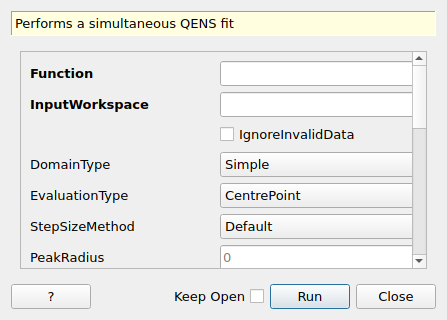 Performs a simultaneous QENS fit
Function
InputWorkspace
IgnoreInvalidData
DomainType Simple
EvaluationType CentrePoint
StepSizeMethod Default
PeakRadius 0
? Keep Open Run Close